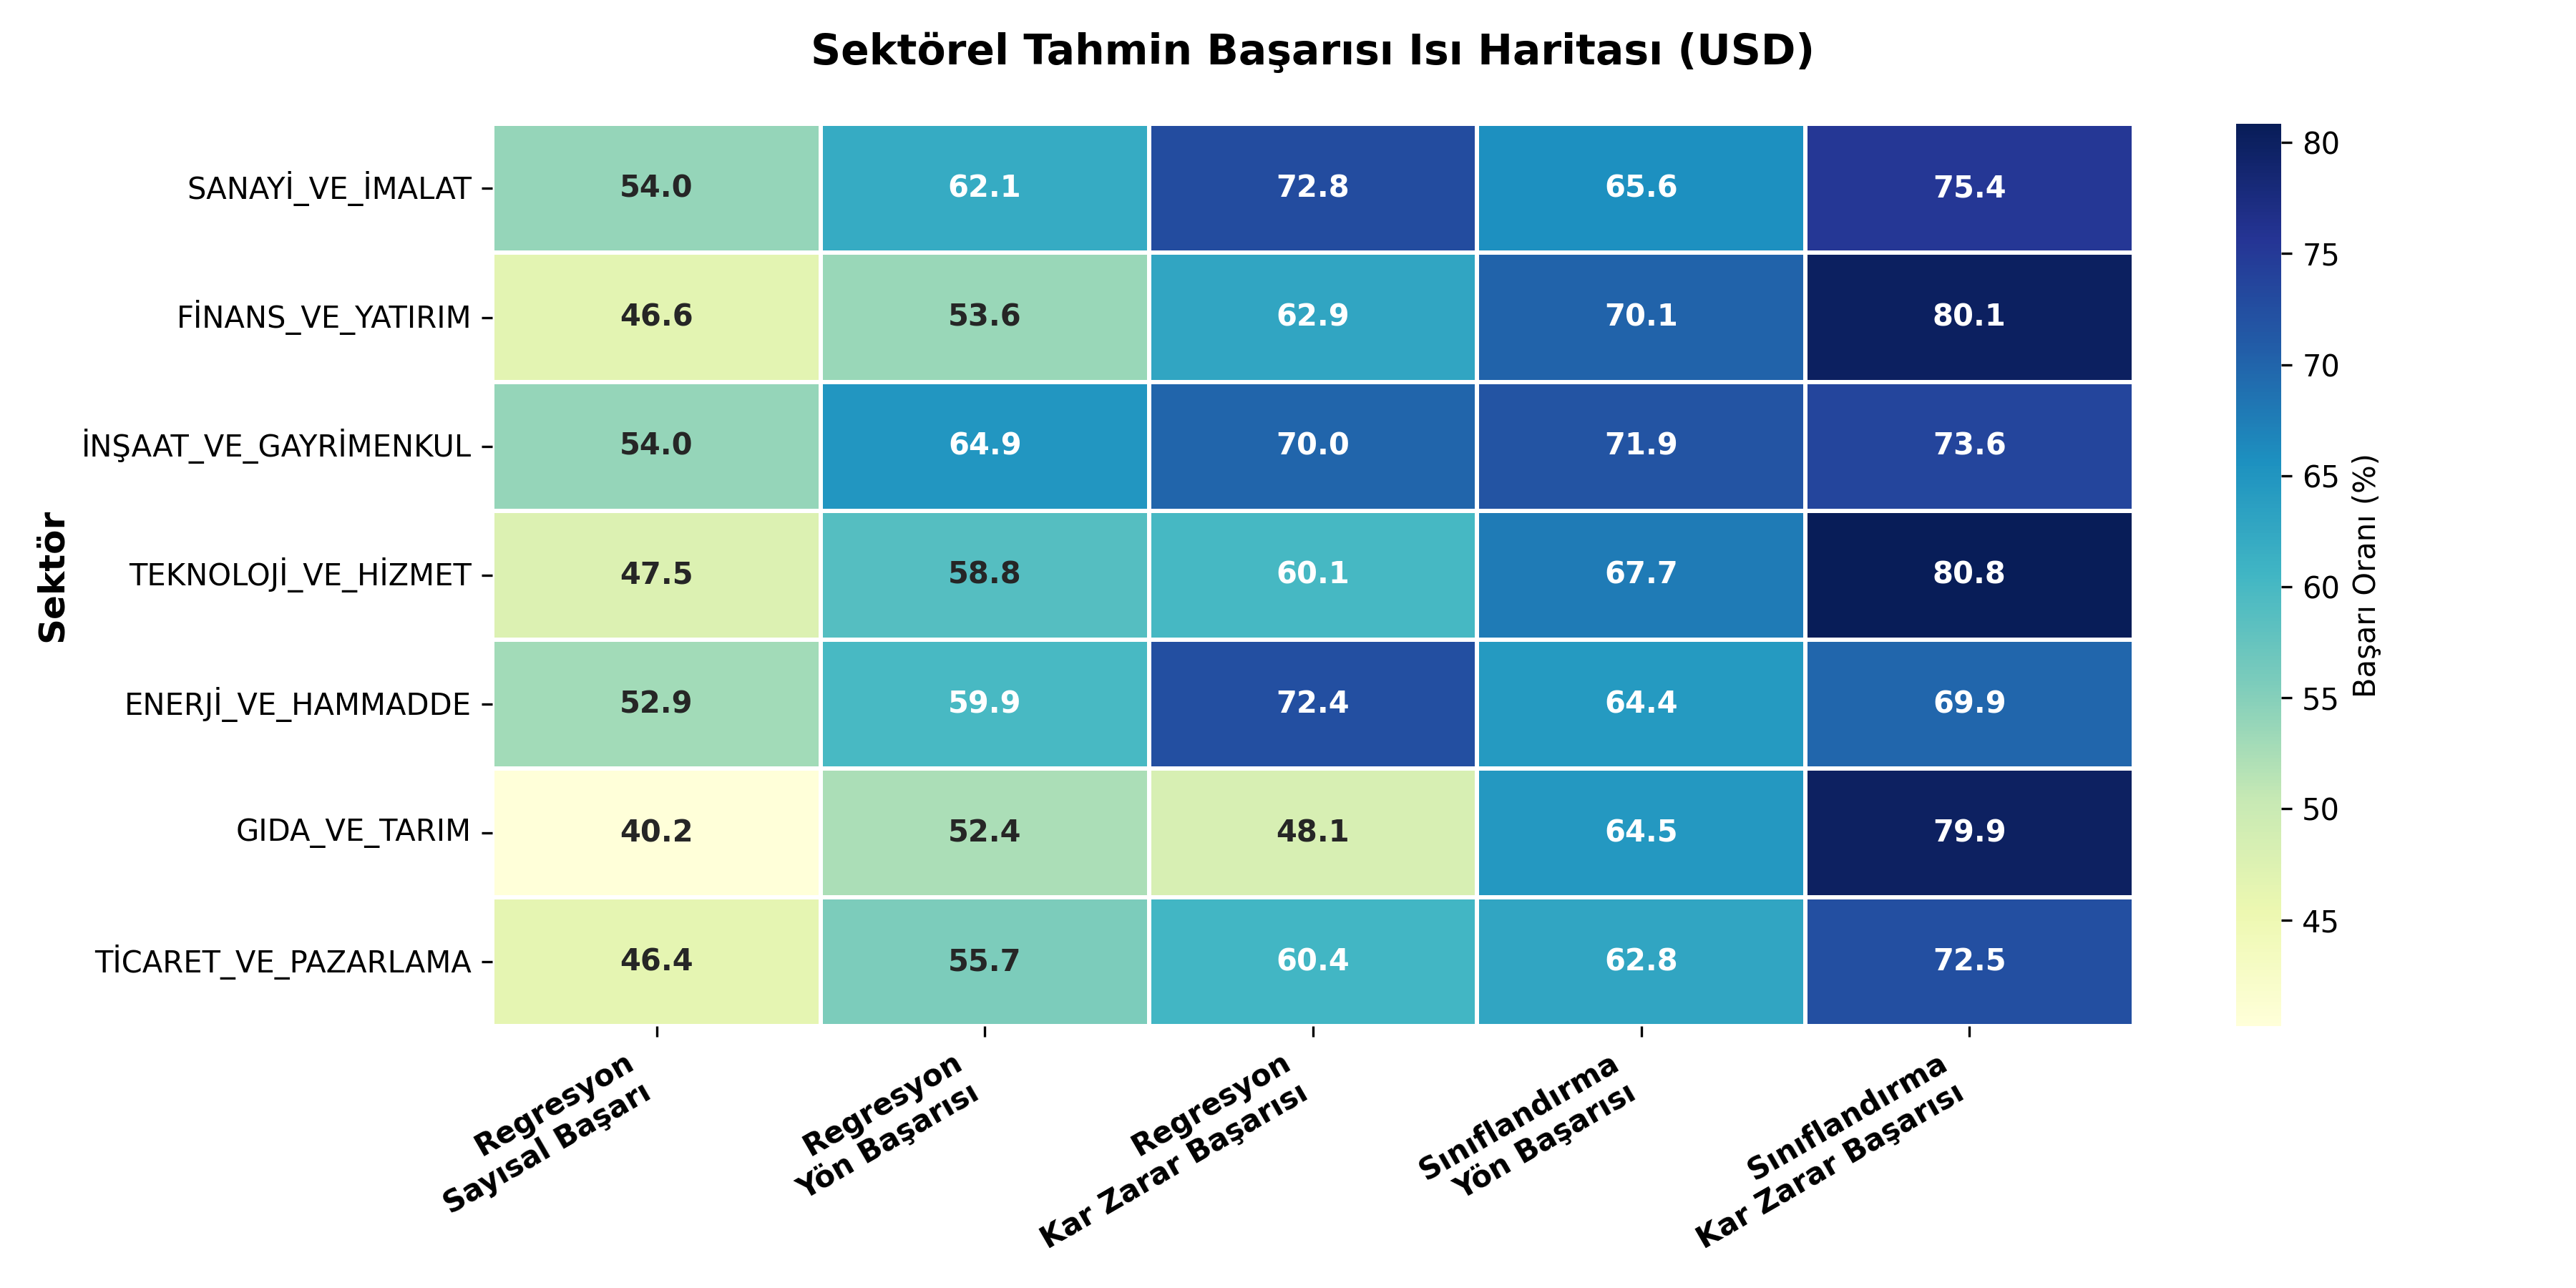 Sektörel Tahmin Başarısı Isı Haritası (USD)
Sektör
SANAYİ_VE_İMALAT 54.0 62.1 72.8 65.6 75.4
FİNANS_VE_YATIRIM 46.6 53.6 62.9 70.1 80.1
İNŞAAT_VE_GAYRİMENKUL 54.0 64.9 70.0 71.9 73.6
TEKNOLOJİ_VE_HİZMET 47.5 58.8 60.1 67.7 80.8
ENERJİ_VE_HAMMADDE 52.9 59.9 72.4 64.4 69.9
GIDA_VE_TARIM 40.2 52.4 48.1 64.5 79.9
TİCARET_VE_PAZARLAMA 46.4 55.7 60.4 62.8 72.5
Regresyon
Sayısal Başarı
Regresyon
Yön Başarısı
Regresyon
Kar Zarar Başarısı
Sınıflandırma
Yön Başarısı
Sınıflandırma
Kar Zarar Başarısı
80
75
70
65
60
55
50
45
Başarı Oranı (%)